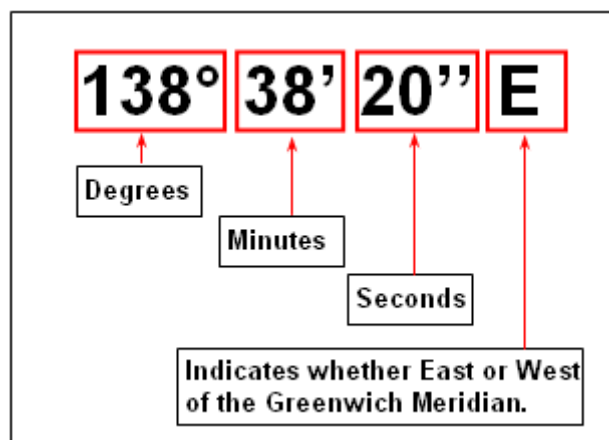 138° 38’ 20’’ E
Degrees
Minutes
Seconds
Indicates whether East or West
of the Greenwich Meridian.